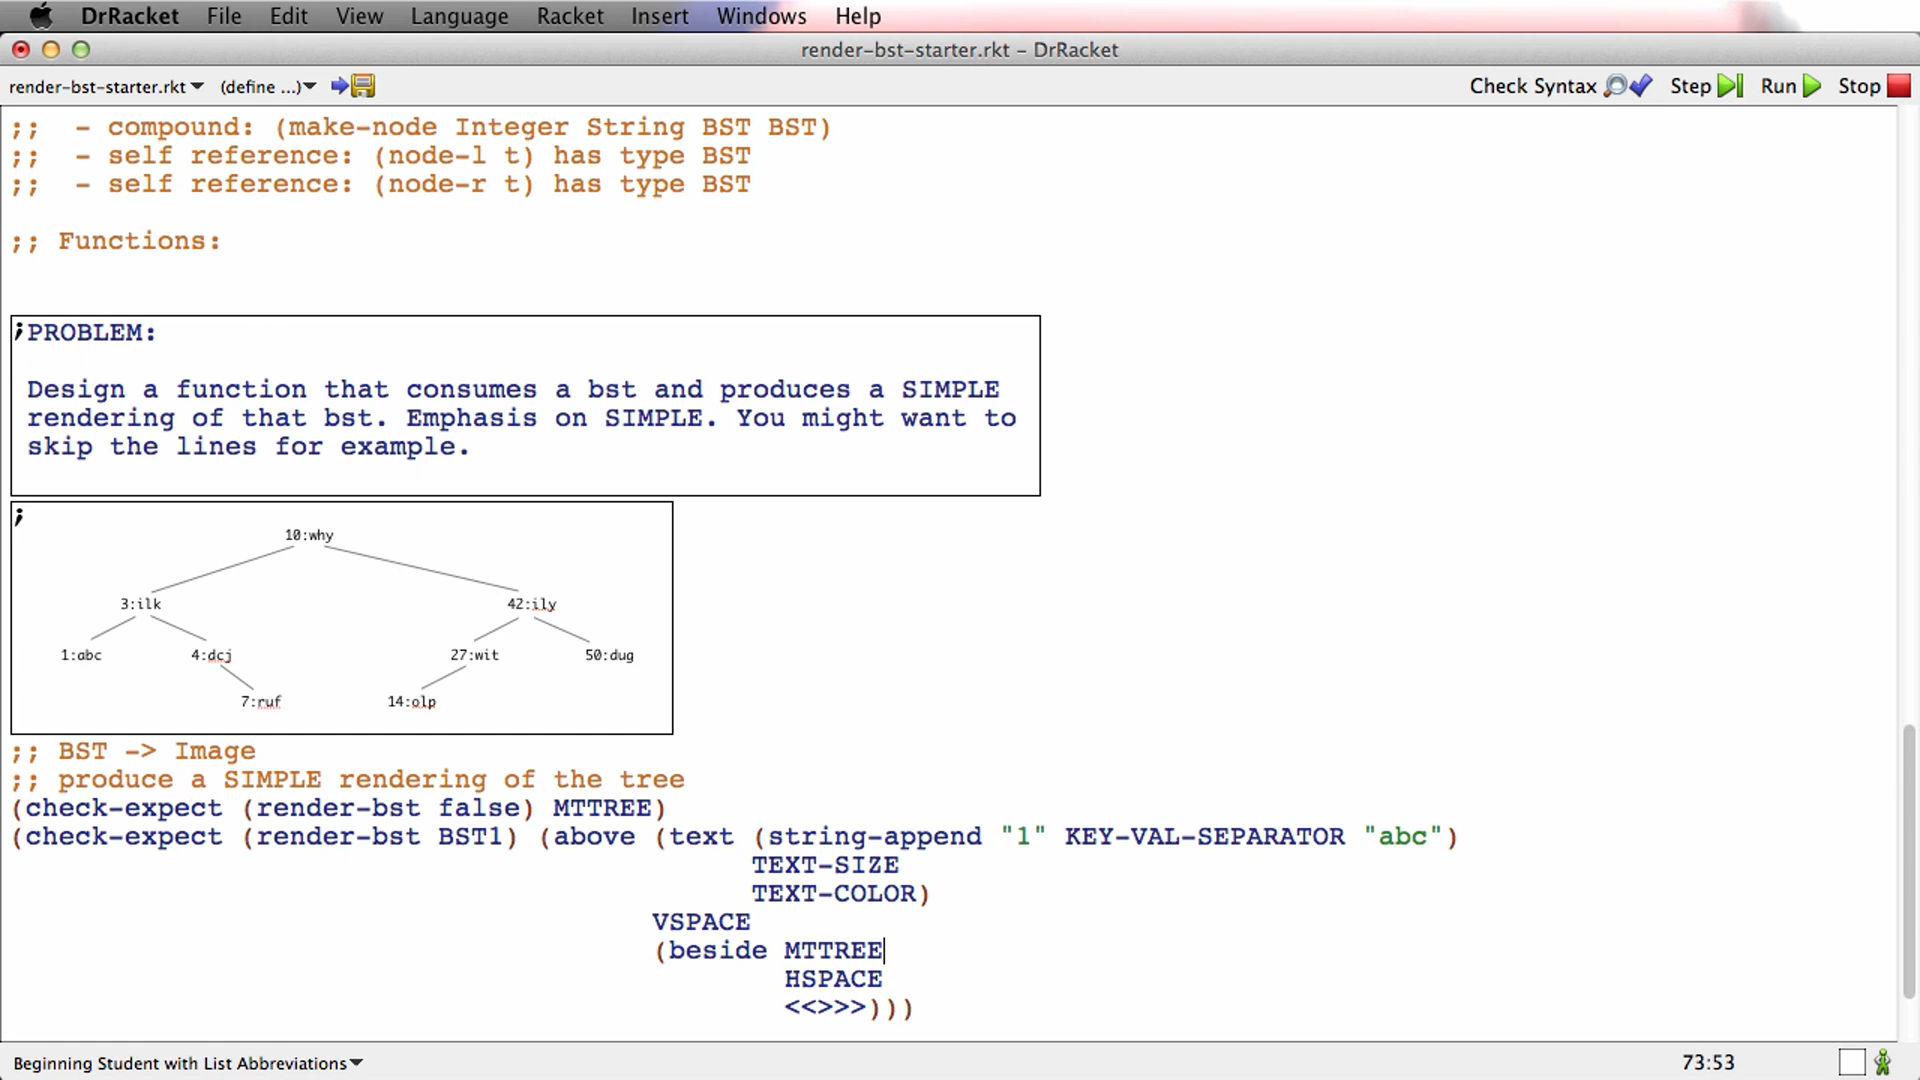 DrRacket File Edit View Language Racket Insert Windows Help
render-bst-starter.rkt - DrRacket
render-bst-starter.rkt (define ...) Check Syntax Step Run Stop
;; - compound: (make-node Integer String BST BST)
;; - self reference: (node-l t) has type BST
;; - self reference: (node-r t) has type BST
;; Functions:
;PROBLEM:
Design a function that consumes a bst and produces a SIMPLE
rendering of that bst. Emphasis on SIMPLE. You might want to
skip the lines for example.
;
10:why
3:ilk 42:ily
1:abc 4:dcj 27:wit 50:dug
7:ruf 14:olp
;; BST -> Image
;; produce a SIMPLE rendering of the tree
(check-expect (render-bst false) MTTREE)
(check-expect (render-bst BST1) (above (text (string-append "1" KEY-VAL-SEPARATOR "abc")
TEXT-SIZE
TEXT-COLOR)
VSPACE
(beside MTTREE
HSPACE
<<>>>)))
Beginning Student with List Abbreviations 73:53